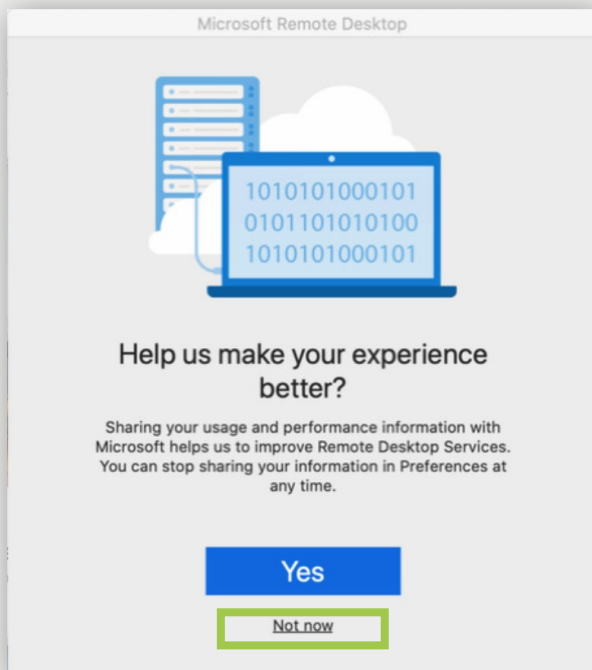 Microsoft Remote Desktop
1010101000101
0101101010100
1010101000101
Help us make your experience
better?
Sharing your usage and performance information with
Microsoft helps us to improve Remote Desktop Services.
You can stop sharing your information in Preferences at
any time.
Yes
Not now